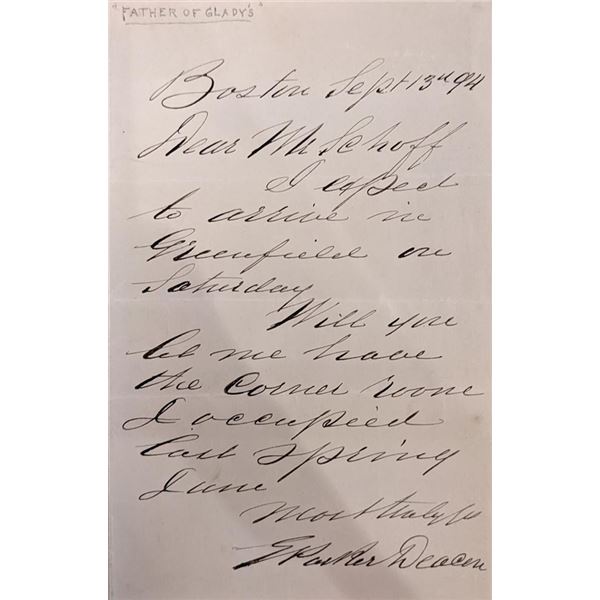 "FATHER OF GLADY'S"
Boston Sept 13th 94
Dear Mr Schoff
I expect
to arrive in
Greenfield on
Saturday
Will you
let me have
the corner room
I occupied
last spring
June
Most truly yrs
E Parker Deacon